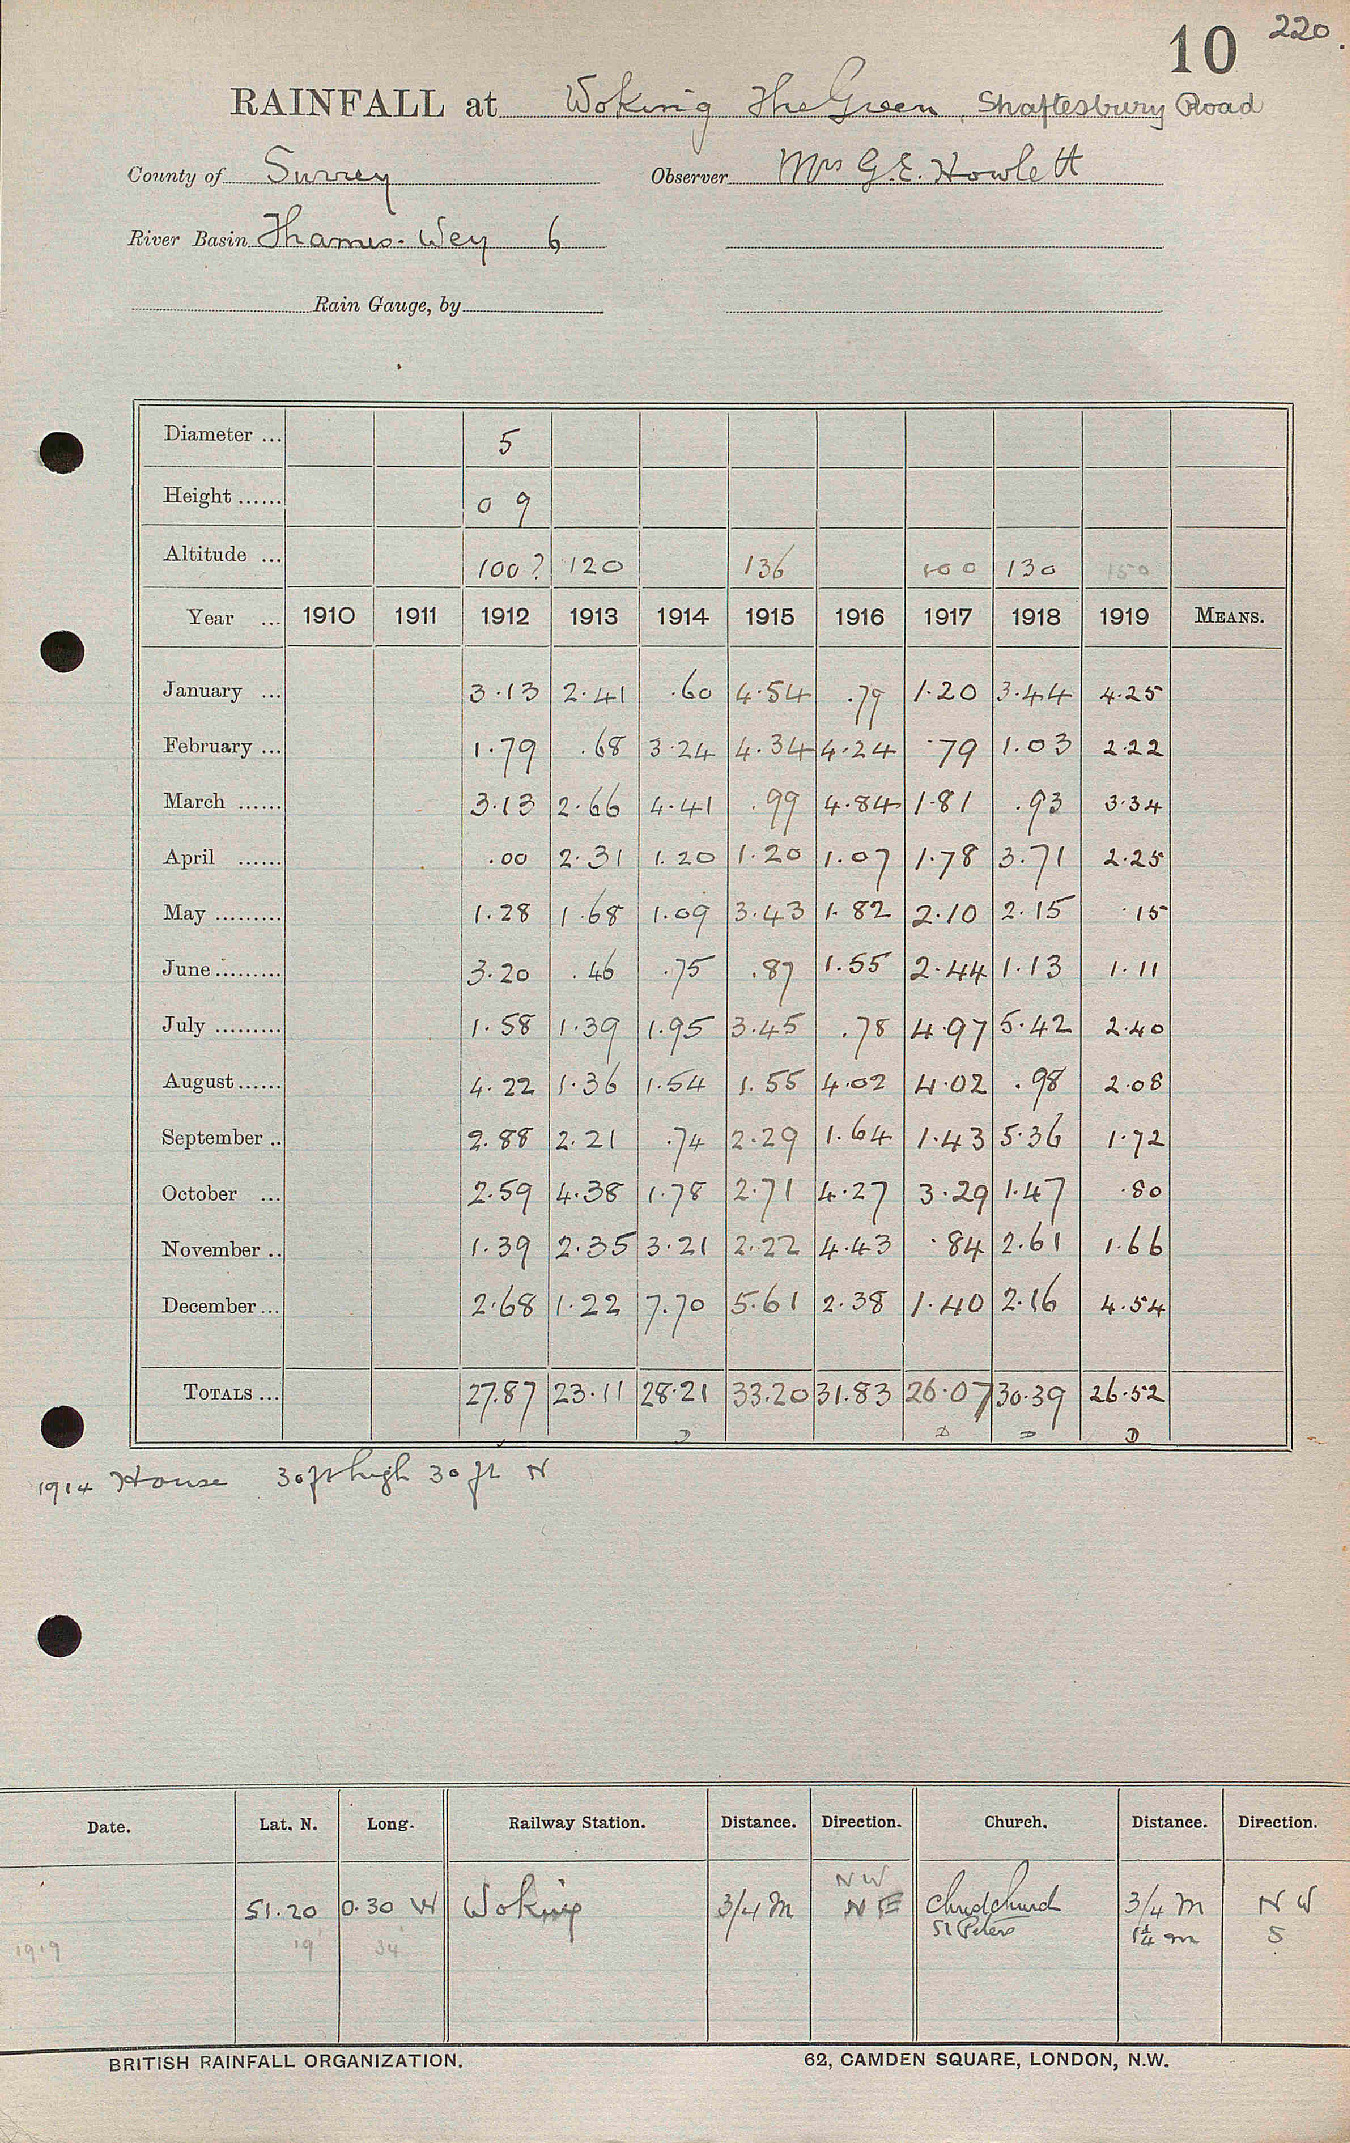 10 220.
RAINFALL at Woking The Green, Shaftesbury Road
County of Surrey Observer Mrs G.E. Howlett
River Basin Thames-Wey 6
Rain Gauge, by
Diameter ... 5
Height ...... 0 9
Altitude ... 100? 120 136 100 130 150
Year ... 1910 1911 1912 1913 1914 1915 1916 1917 1918 1919 MEANS.
January ... 3.13 2.41 .60 4.54 .79 1.20 3.44 4.25
February ... 1.79 .68 3.24 4.34 4.24 .79 1.03 2.22
March ...... 3.13 2.66 4.41 .99 4.84 1.81 .93 3.34
April ...... .00 2.31 1.20 1.20 1.07 1.78 3.71 2.25
May ......... 1.28 1.68 1.09 3.43 1.82 2.10 2.15 .15
June ......... 3.20 .46 .75 .87 1.55 2.44 1.13 1.11
July ......... 1.58 1.39 1.95 3.45 .78 4.97 5.42 2.40
August ...... 4.22 1.36 1.54 1.55 4.02 4.02 .98 2.08
September .. 2.88 2.21 .74 2.29 1.64 1.43 5.36 1.72
October ... 2.59 4.38 1.78 2.71 4.27 3.29 1.47 .80
November .. 1.39 2.35 3.21 2.22 4.43 .84 2.61 1.66
December ... 2.68 1.22 7.70 5.61 2.38 1.40 2.16 4.54
TOTALS ... 27.87 23.11 28.21 33.20 31.83 26.07 30.39 26.52
1914 House 30 ft high 30 ft N
Date. Lat. N. Long. Railway Station. Distance. Direction. Church. Distance. Direction.
NW
51.20 0.30 W Woking 3/4 m NE Christchurch 3/4 m NW
St Peters 1 1/4 m S
1919 19 34
BRITISH RAINFALL ORGANIZATION. 62, CAMDEN SQUARE, LONDON, N.W.